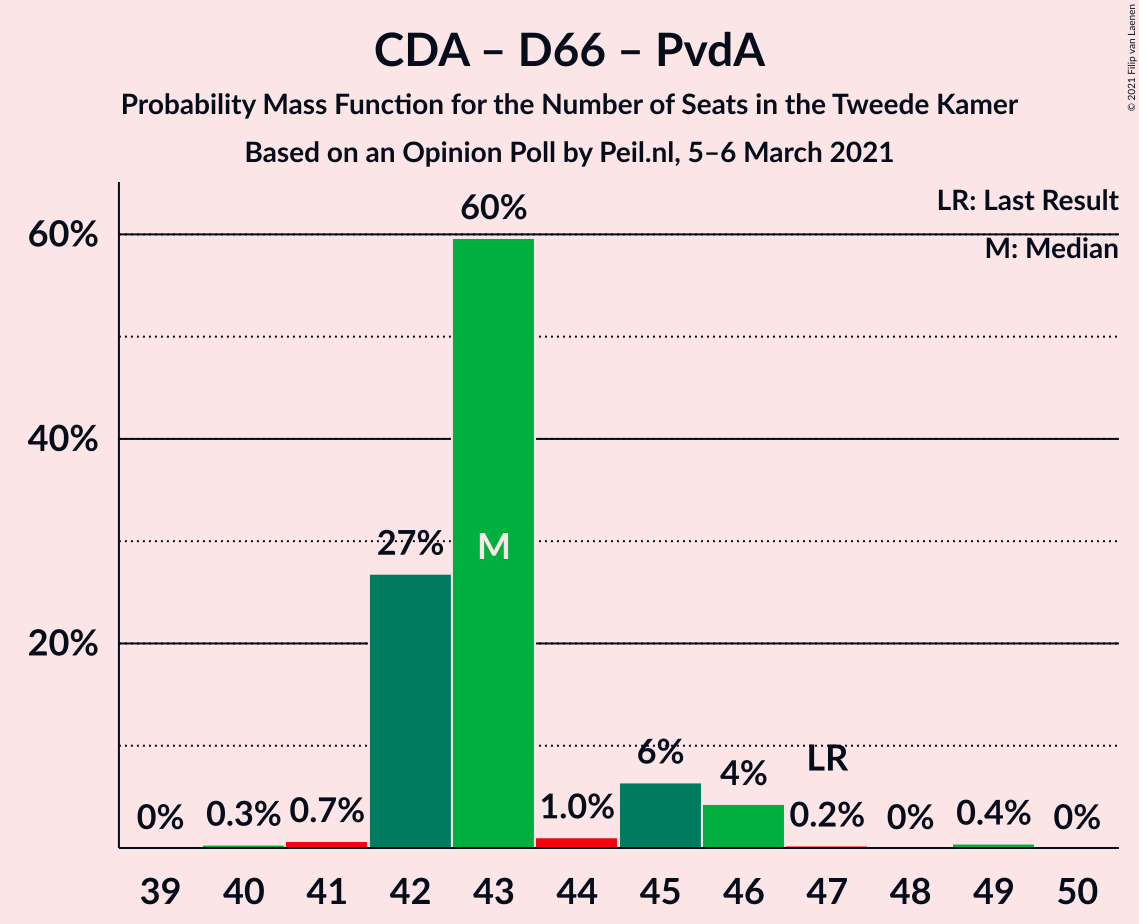 CDA – D66 – PvdA
Probability Mass Function for the Number of Seats in the Tweede Kamer
Based on an Opinion Poll by Peil.nl, 5–6 March 2021
© 2021 Filip van Laenen
LR: Last Result
M: Median
60%
40%
20%
0%
0.3%
0.7%
27%
60%
M
1.0%
6%
4%
LR
0.2%
0%
0.4%
0%
39 40 41 42 43 44 45 46 47 48 49 50